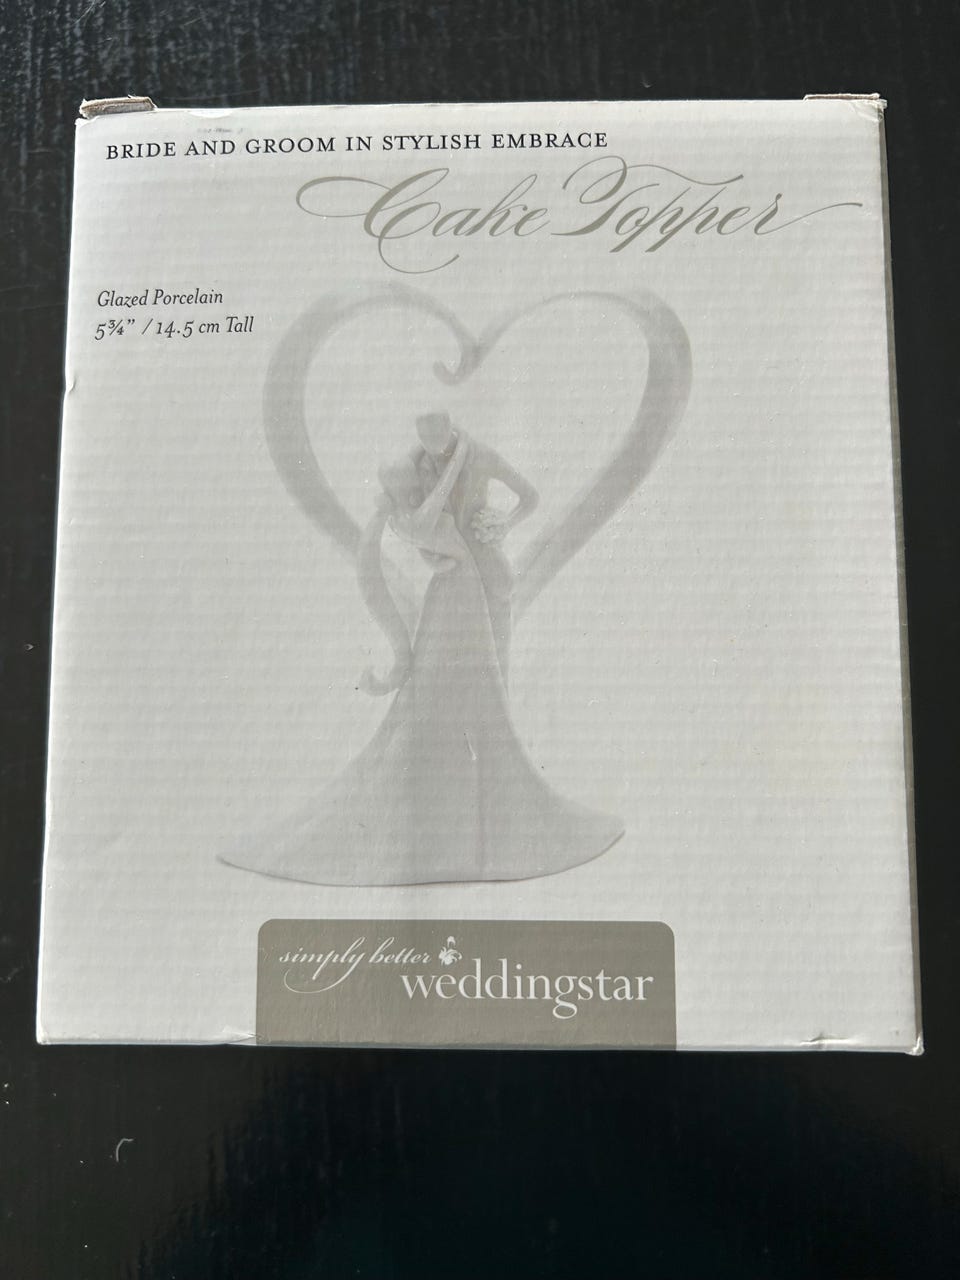 BRIDE AND GROOM IN STYLISH EMBRACE
Cake Topper
Glazed Porcelain
5¾" / 14.5 cm Tall
simply better
weddingstar